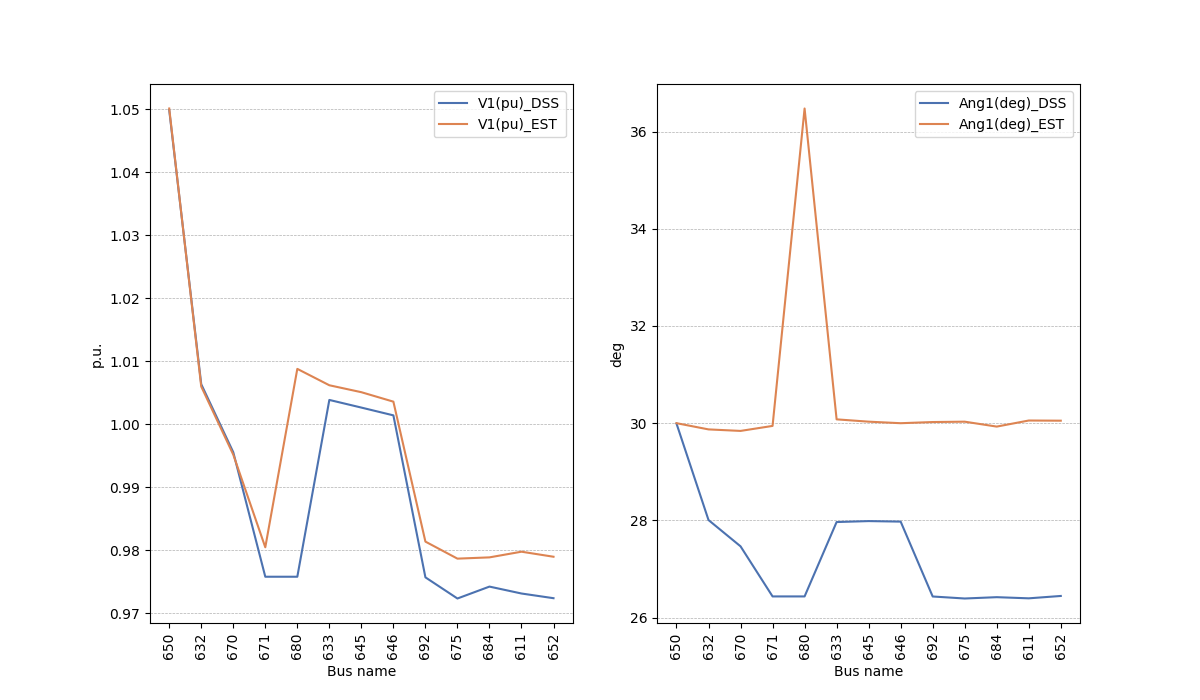 V1(pu)_DSS
V1(pu)_EST
1.05
1.04
1.03
1.02
1.01
1.00
0.99
0.98
0.97
p.u.
650 632 670 671 680 633 645 646 692 675 684 611 652
Bus name
Ang1(deg)_DSS
Ang1(deg)_EST
36
34
32
30
28
26
deg
650 632 670 671 680 633 645 646 692 675 684 611 652
Bus name